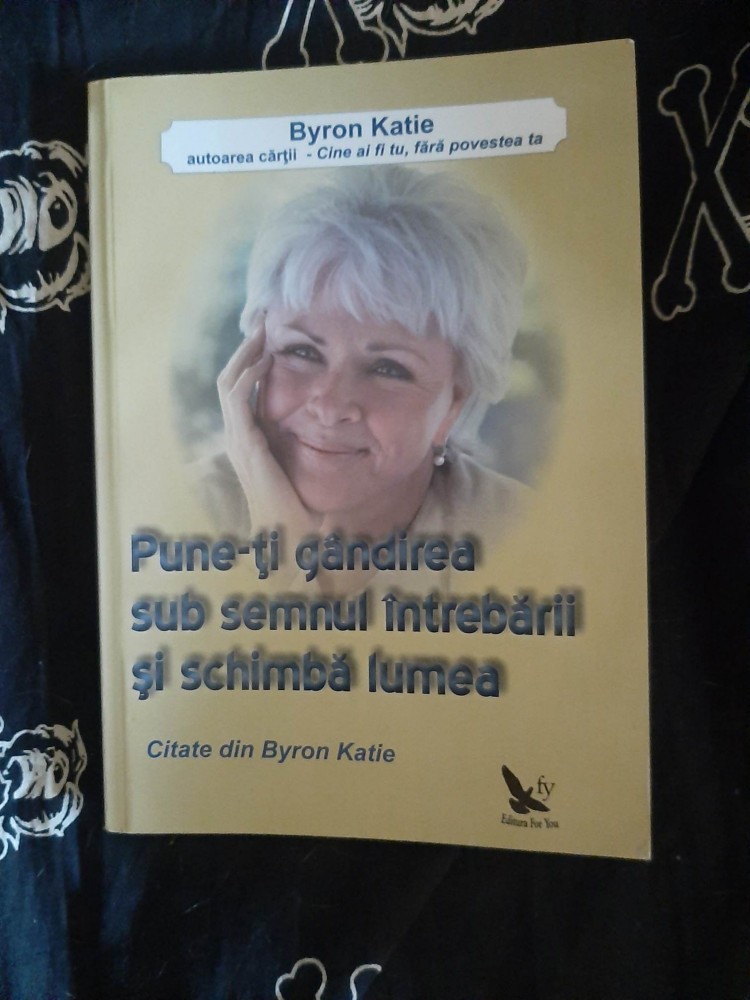 Byron Katie
autoarea cărţii - Cine ai fi tu, fără povestea ta
Pune-ţi gândirea
sub semnul întrebării
şi schimbă lumea
Citate din Byron Katie
fy
Editura For You